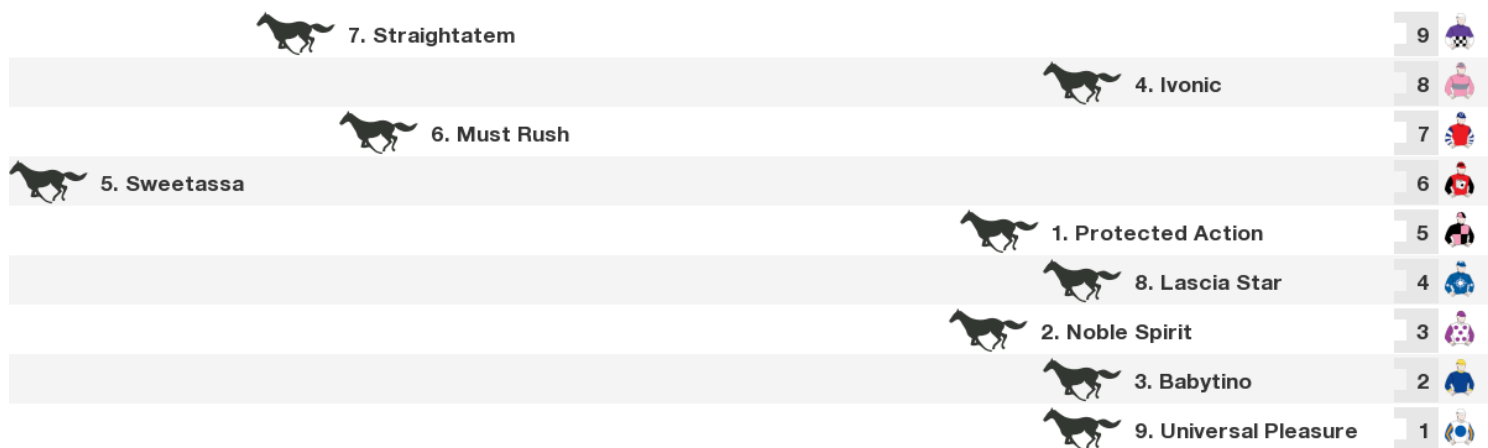 7. Straightatem 9
4. Ivonic 8
6. Must Rush 7
5. Sweetassa 6
1. Protected Action 5
8. Lascia Star 4
2. Noble Spirit 3
3. Babytino 2
9. Universal Pleasure 1